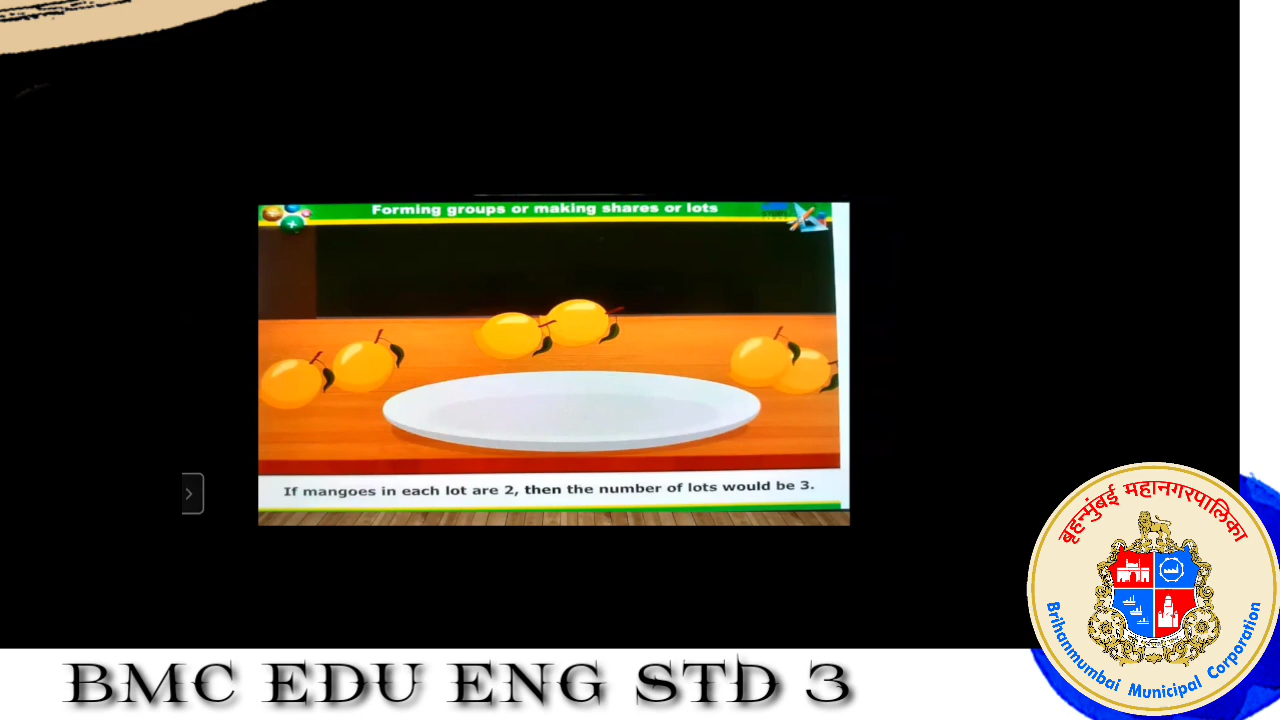 Forming groups or making shares or lots
If mangoes in each lot are 2, then the number of lots would be 3.
बृहन्मुंबई महानगरपालिका
Brihanmumbai Municipal Corporation
BMC EDU ENG STD 3